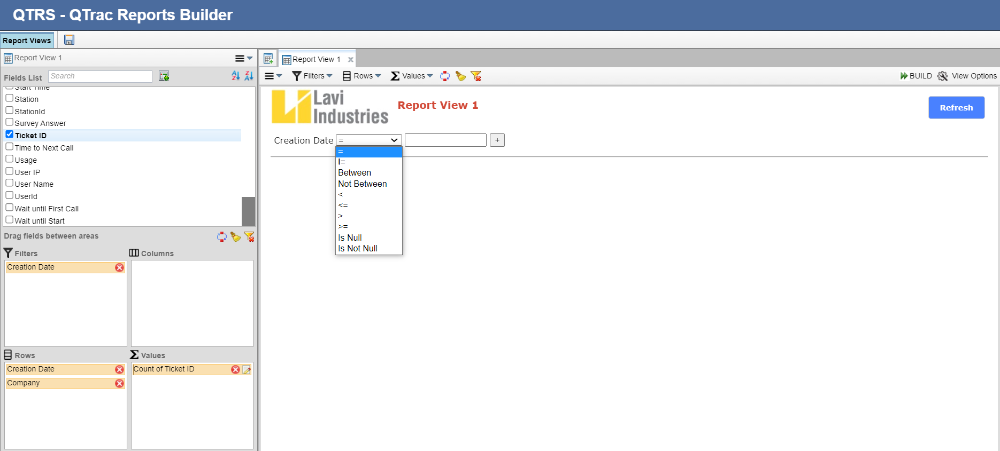 QTRS - QTrac Reports Builder
Report Views
Report View 1
Fields List
Search
Start Time
Station
StationId
Survey Answer
Ticket ID
Time to Next Call
Usage
User IP
User Name
UserId
Wait until First Call
Wait until Start
Drag fields between areas
Filters
Columns
Creation Date
Rows
Values
Creation Date
Company
Count of Ticket ID
Report View 1
Filters
Rows
Values
BUILD
View Options
Lavi
Industries
Report View 1
Refresh
Creation Date
=
+
=
!=
Between
Not Between
<
<=
>
>=
Is Null
Is Not Null